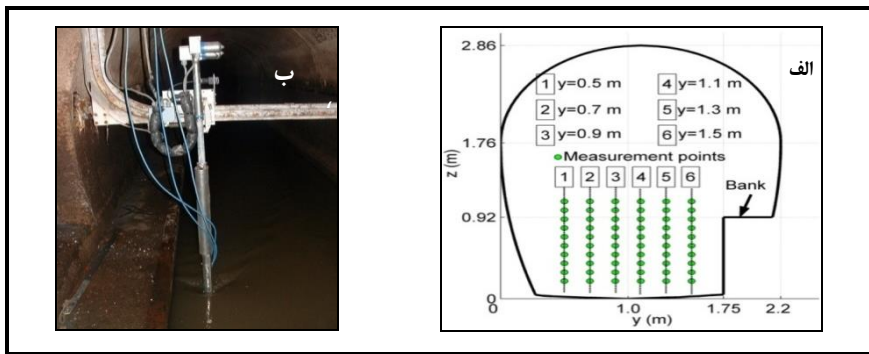 ب
الف
2.86
1 y=0.5 m 4 y=1.1 m
2 y=0.7 m 5 y=1.3 m
3 y=0.9 m 6 y=1.5 m
1.76
z (m)
Measurement points
1 2 3 4 5 6
Bank
0.92
0
0 1.0 1.75 2.2
y (m)